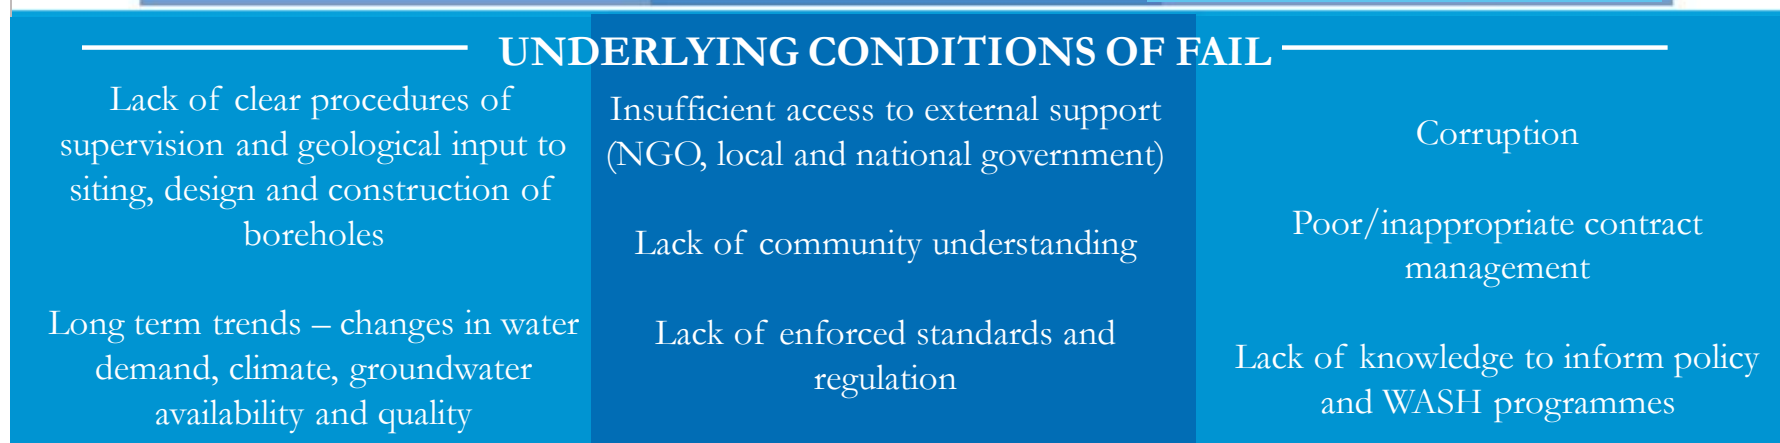 UNDERLYING CONDITIONS OF FAIL
Lack of clear procedures of
supervision and geological input to
siting, design and construction of
boreholes
Long term trends – changes in water
demand, climate, groundwater
availability and quality
Insufficient access to external support
(NGO, local and national government)
Lack of community understanding
Lack of enforced standards and
regulation
Corruption
Poor/inappropriate contract
management
Lack of knowledge to inform policy
and WASH programmes